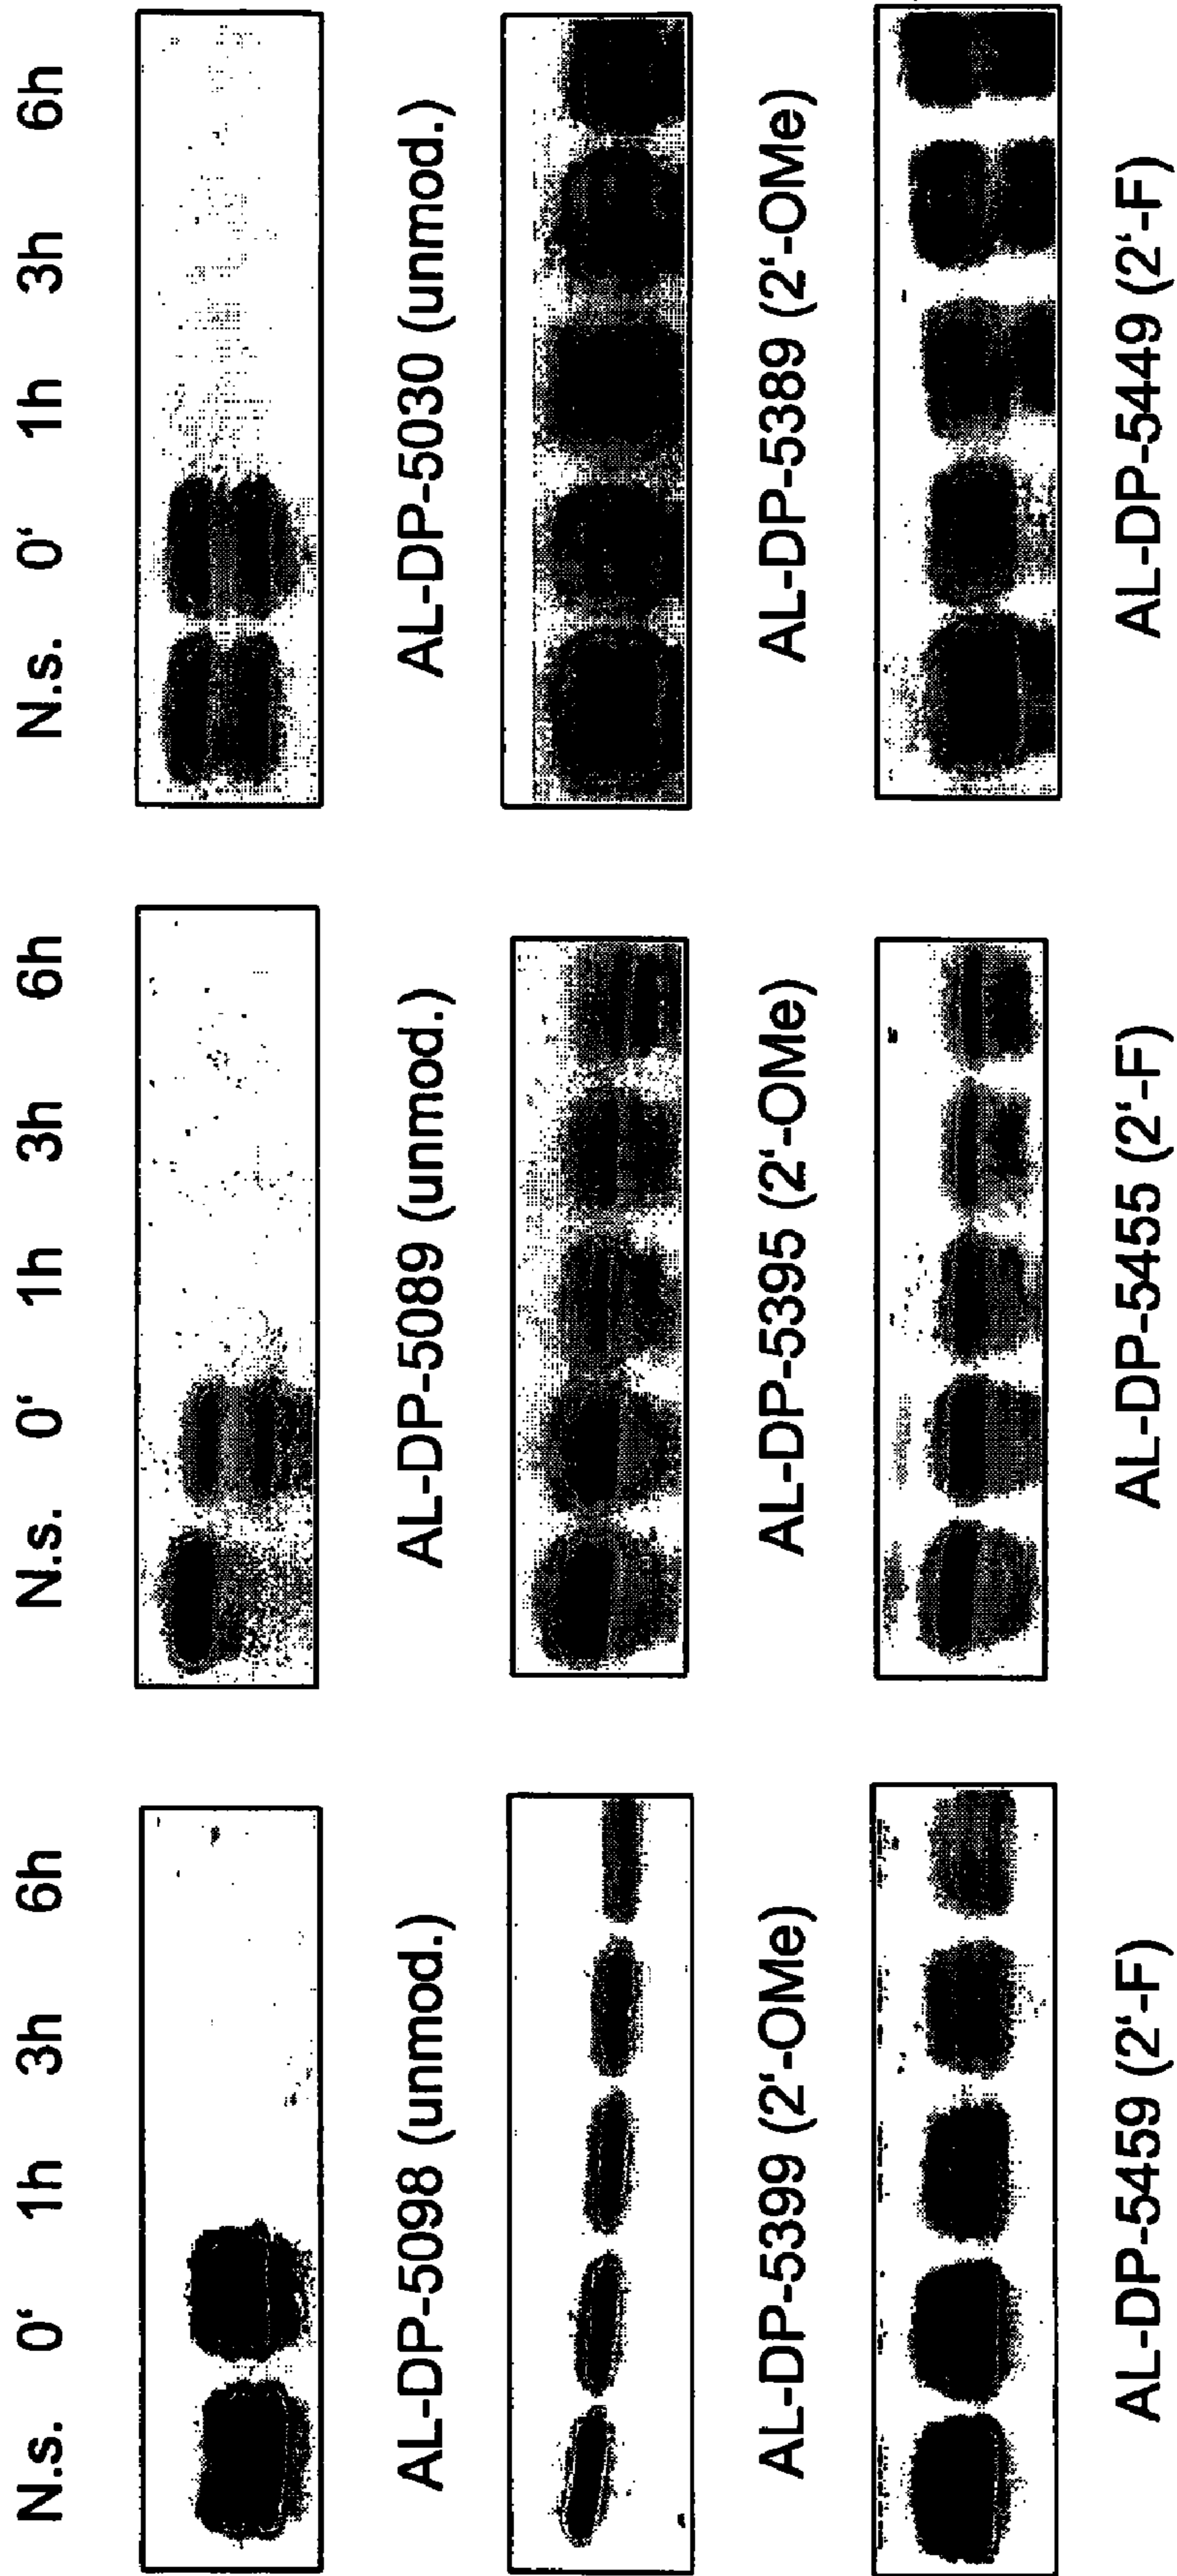 N.s. 0‘ 1h 3h 6h N.s. 0‘ 1h 3h 6h N.s. 0‘ 1h 3h 6h
AL-DP-5098 (unmod.) AL-DP-5089 (unmod.) AL-DP-5030 (unmod.)
AL-DP-5399 (2‘-OMe) AL-DP-5395 (2‘-OMe) AL-DP-5389 (2‘-OMe)
AL-DP-5459 (2‘-F) AL-DP-5455 (2‘-F) AL-DP-5449 (2‘-F)